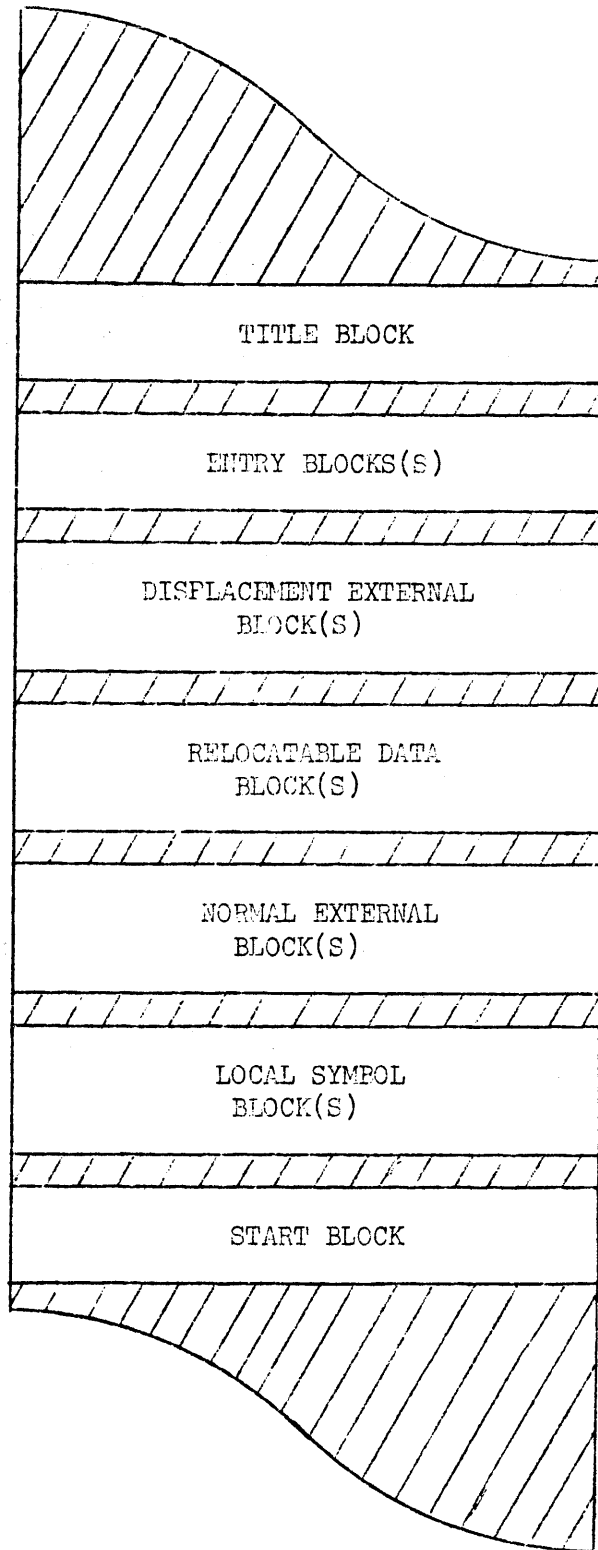 TITLE BLOCK
ENTRY BLOCKS(S)
DISPLACEMENT EXTERNAL
BLOCK(S)
RELOCATABLE DATA
BLOCK(S)
NORMAL EXTERNAL
BLOCK(S)
LOCAL SYMBOL
BLOCK(S)
START BLOCK